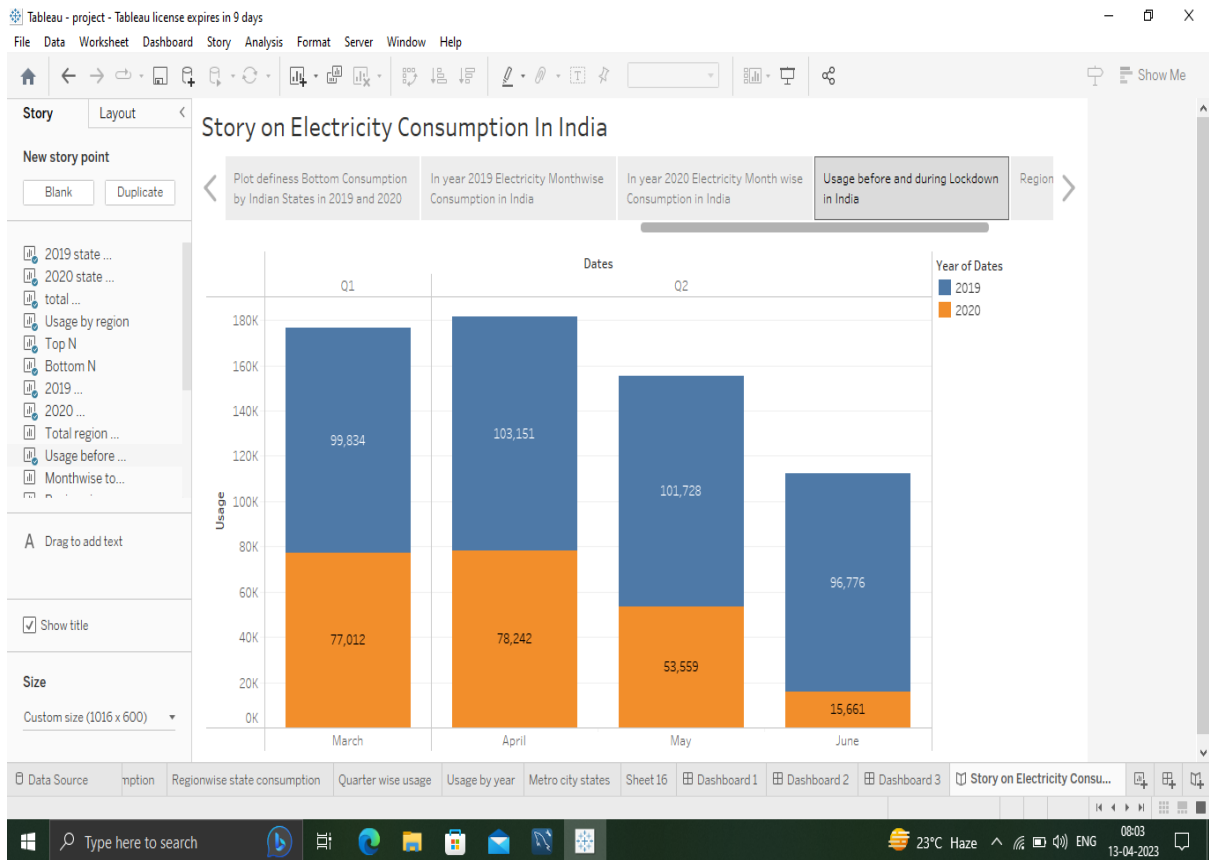 Tableau - project - Tableau license expires in 9 days
File Data Worksheet Dashboard Story Analysis Format Server Window Help
Show Me
Story Layout
New story point
Blank Duplicate
2019 state ...
2020 state ...
total ...
Usage by region
Top N
Bottom N
2019 ...
2020 ...
Total region ...
Usage before ...
Monthwise to...
A Drag to add text
Show title
Size
Custom size (1016 x 600)
Story on Electricity Consumption In India
Plot definess Bottom Consumption
by Indian States in 2019 and 2020
In year 2019 Electricity Monthwise
Consumption in India
In year 2020 Electricity Month wise
Consumption in India
Usage before and during Lockdown
in India
Region
Dates
Q1 Q2
Year of Dates
2019
2020
Usage
180K
160K
140K
120K
100K
80K
60K
40K
20K
0K
99,834
103,151
101,728
96,776
77,012
78,242
53,559
15,661
March April May June
Data Source mption Regionwise state consumption Quarter wise usage Usage by year Metro city states Sheet 16 Dashboard 1 Dashboard 2 Dashboard 3 Story on Electricity Consu...
Type here to search
23°C Haze ENG
08:03
13-04-2023